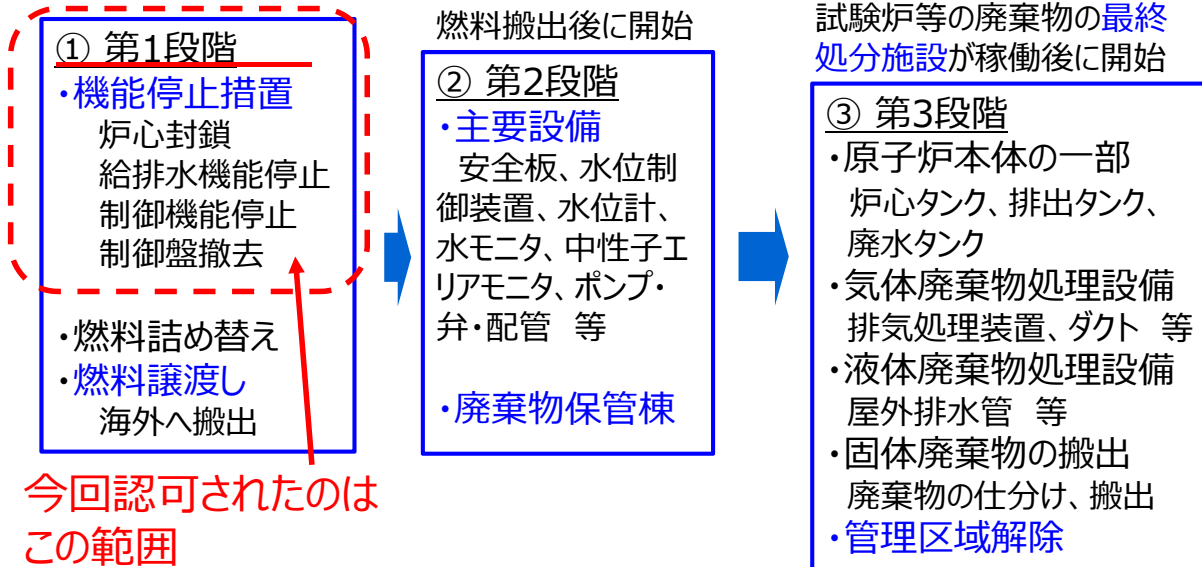 ① 第1段階
・機能停止措置
炉心封鎖
給排水機能停止
制御機能停止
制御盤撤去
・燃料詰め替え
・燃料譲渡し
海外へ搬出
今回認可されたのは
この範囲
燃料搬出後に開始
② 第2段階
・主要設備
安全板、水位制
御装置、水位計、
水モニタ、中性子エ
リアモニタ、ポンプ・
弁・配管 等
・廃棄物保管棟
試験炉等の廃棄物の最終
処分施設が稼働後に開始
③ 第3段階
・原子炉本体の一部
炉心タンク、排出タンク、
廃水タンク
・気体廃棄物処理設備
排気処理装置、ダクト 等
・液体廃棄物処理設備
屋外排水管 等
・固体廃棄物の搬出
廃棄物の仕分け、搬出
・管理区域解除